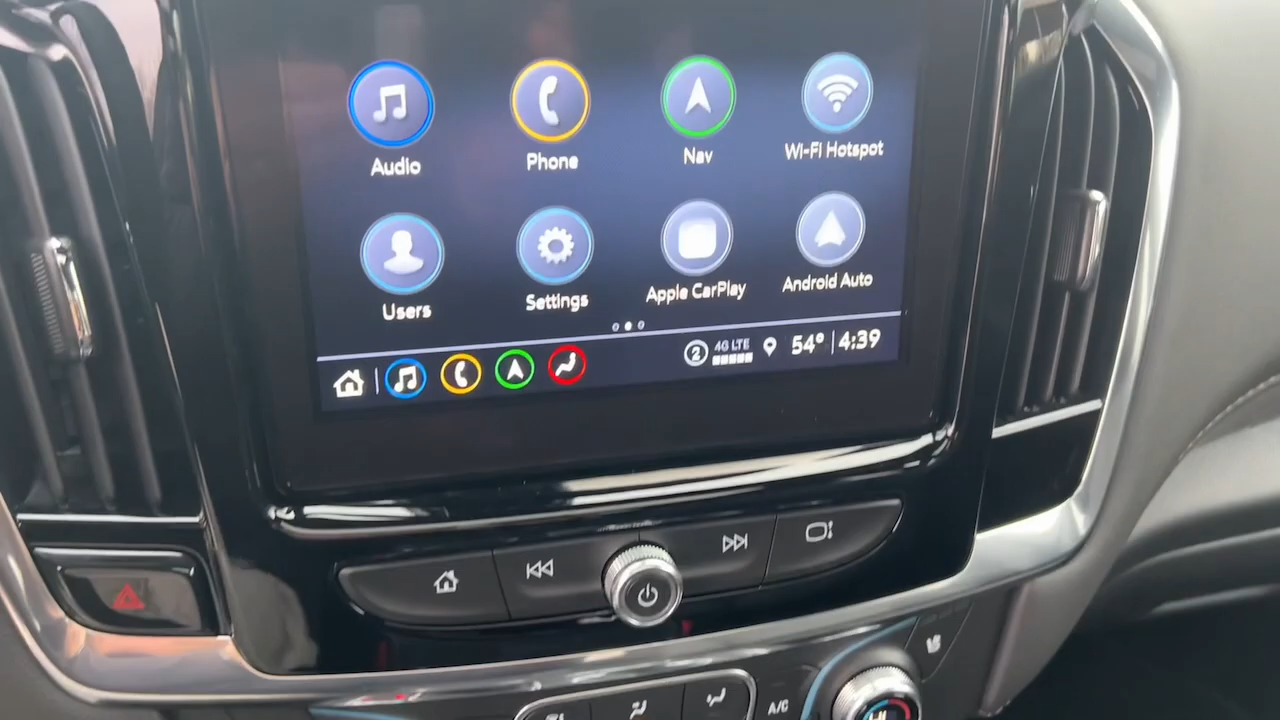 Audio Phone Nav Wi-Fi Hotspot
Users Settings Apple CarPlay Android Auto
2 4G LTE 54° 4:39
A/C